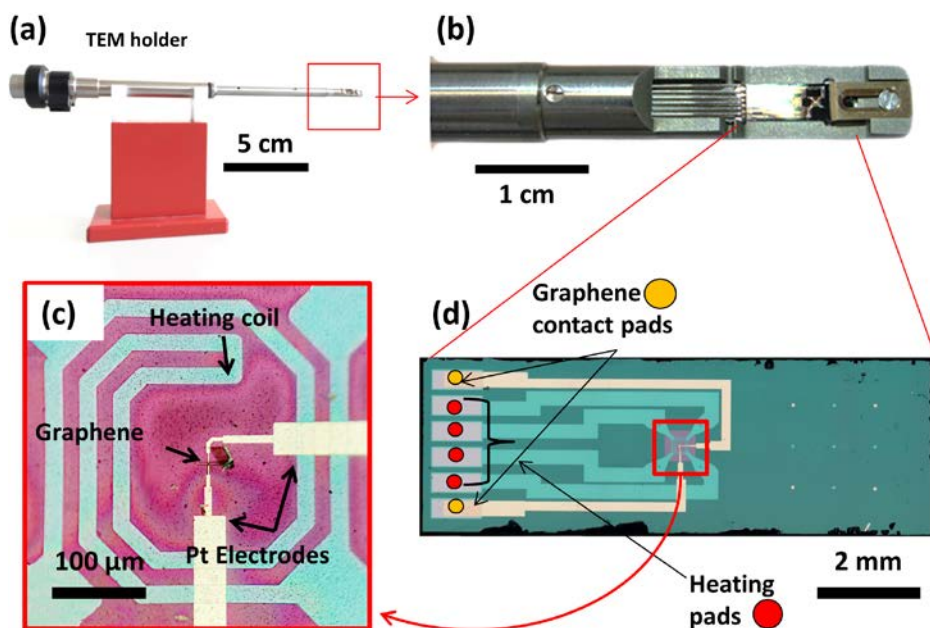 (a)
TEM holder
5 cm
(b)
1 cm
(c)
Heating coil
Graphene
Pt Electrodes
100 μm
Graphene
contact pads
(d)
Heating
pads
2 mm